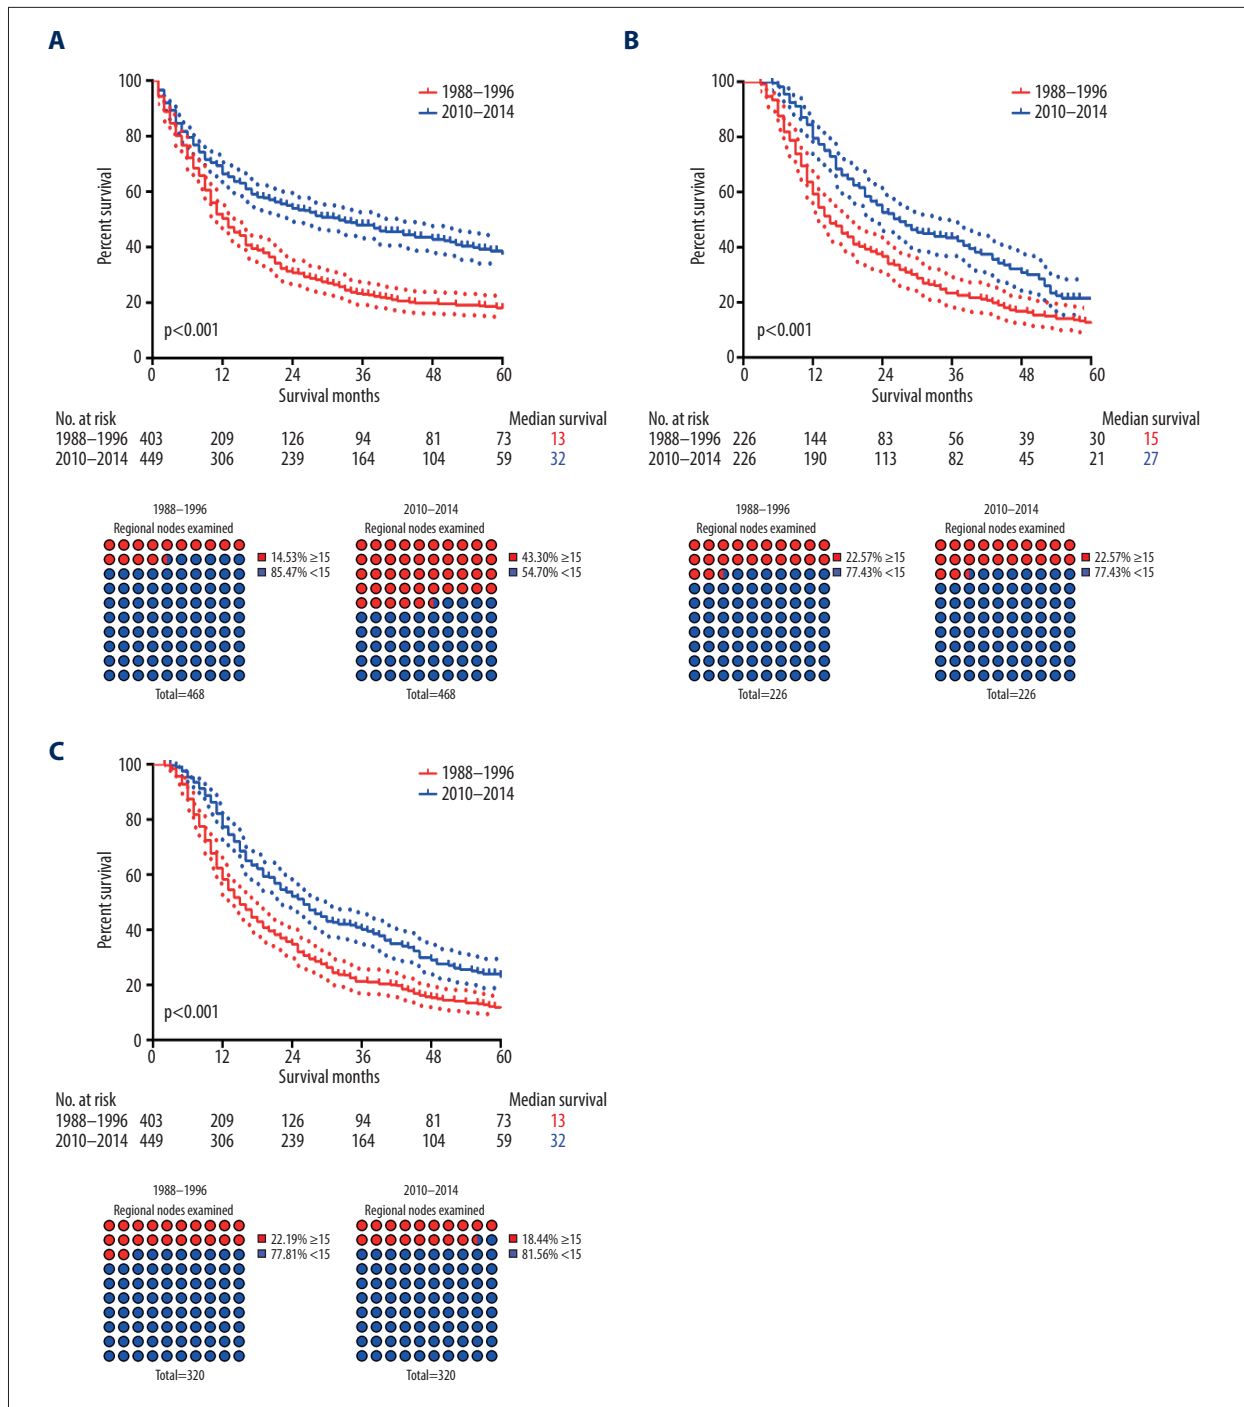 A
100
80
60
40
20
0
Percent survival
1988–1996
2010–2014
p<0.001
0 12 24 36 48 60
Survival months
No. at risk Median survival
1988–1996 403 209 126 94 81 73 13
2010–2014 449 306 239 164 104 59 32
1988–1996
Regional nodes examined
14.53% ≥15
85.47% <15
Total=468
2010–2014
Regional nodes examined
43.30% ≥15
54.70% <15
Total=468
B
100
80
60
40
20
0
Percent survival
1988–1996
2010–2014
p<0.001
0 12 24 36 48 60
Survival months
No. at risk Median survival
1988–1996 226 144 83 56 39 30 15
2010–2014 226 190 113 82 45 21 27
1988–1996
Regional nodes examined
22.57% ≥15
77.43% <15
Total=226
2010–2014
Regional nodes examined
22.57% ≥15
77.43% <15
Total=226
C
100
80
60
40
20
0
Percent survival
1988–1996
2010–2014
p<0.001
0 12 24 36 48 60
Survival months
No. at risk Median survival
1988–1996 403 209 126 94 81 73 13
2010–2014 449 306 239 164 104 59 32
1988–1996
Regional nodes examined
22.19% ≥15
77.81% <15
Total=320
2010–2014
Regional nodes examined
18.44% ≥15
81.56% <15
Total=320